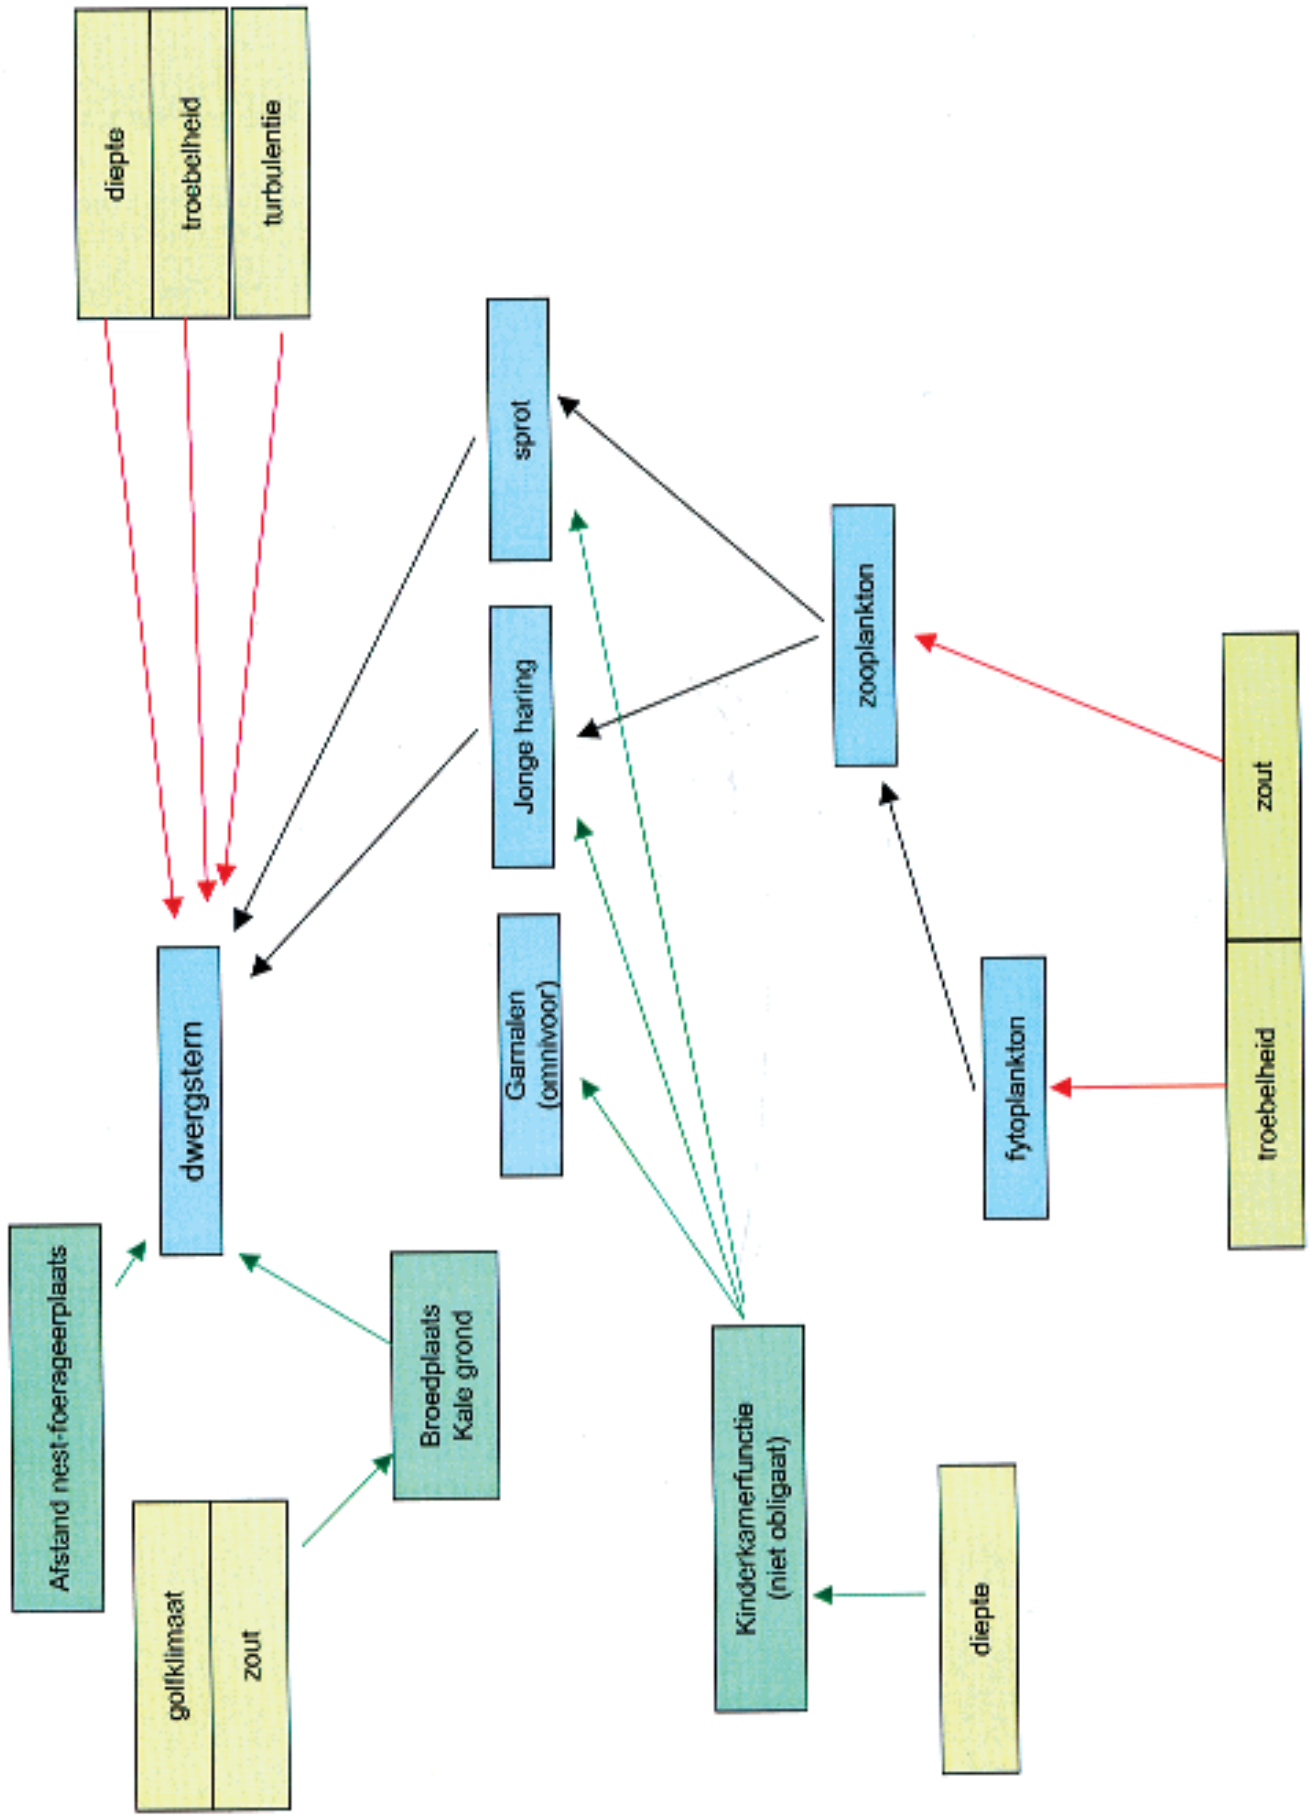 Afstand nest-foerageerplaats
golfklimaat
zout
dwergstern
diepte
troebelheid
turbulentie
Broedplaats
Kale grond
Garnalen
(omnivoor)
Jonge haring
sprot
Kinderkamerfunctie
(niet obligaat)
zooplankton
diepte
fytoplankton
troebelheid
zout